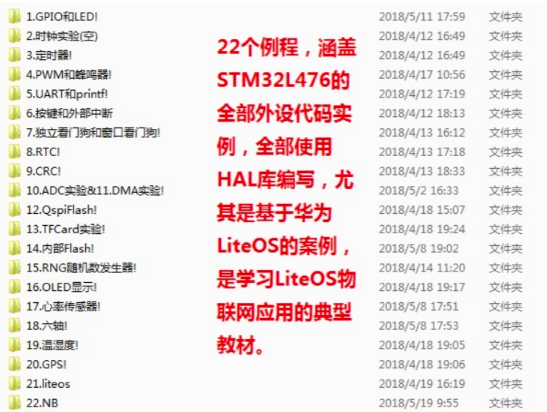 1.GPIO和LED! 2018/5/11 17:59 文件夹
2.时钟实验(空) 2018/4/12 16:49 文件夹
3.定时器! 2018/4/12 16:49 文件夹
4.PWM和蜂鸣器! 2018/4/17 10:56 文件夹
5.UART和printf! 2018/4/12 17:19 文件夹
6.按键和外部中断 2018/4/12 18:13 文件夹
7.独立看门狗和窗口看门狗! 2018/4/13 16:12 文件夹
8.RTC! 2018/4/13 17:18 文件夹
9.CRC! 2018/4/13 18:33 文件夹
10.ADC实验&11.DMA实验! 2018/5/2 16:33 文件夹
12.QspiFlash! 2018/4/18 15:07 文件夹
13.TFCard实验! 2018/4/18 19:24 文件夹
14.内部Flash! 2018/5/8 19:02 文件夹
15.RNG随机数发生器! 2018/4/14 11:20 文件夹
16.OLED显示! 2018/4/18 19:17 文件夹
17.心率传感器! 2018/5/8 17:51 文件夹
18.六轴! 2018/5/8 17:53 文件夹
19.温湿度! 2018/4/18 19:05 文件夹
20.GPS! 2018/4/18 19:06 文件夹
21.liteos 2018/4/19 16:19 文件夹
22.NB 2018/5/19 9:55 文件夹
22个例程，涵盖
STM32L476的
全部外设代码实
例，全部使用
HAL库编写，尤
其是基于华为
LiteOS的案例，
是学习LiteOS物
联网应用的典型
教材。